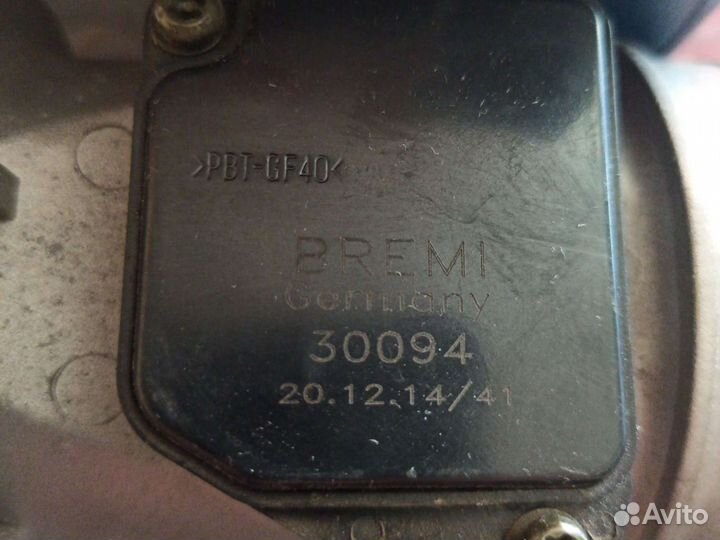 >PBT-GF40<
BREMI
Germany
30094
20.12.14/41
Avito